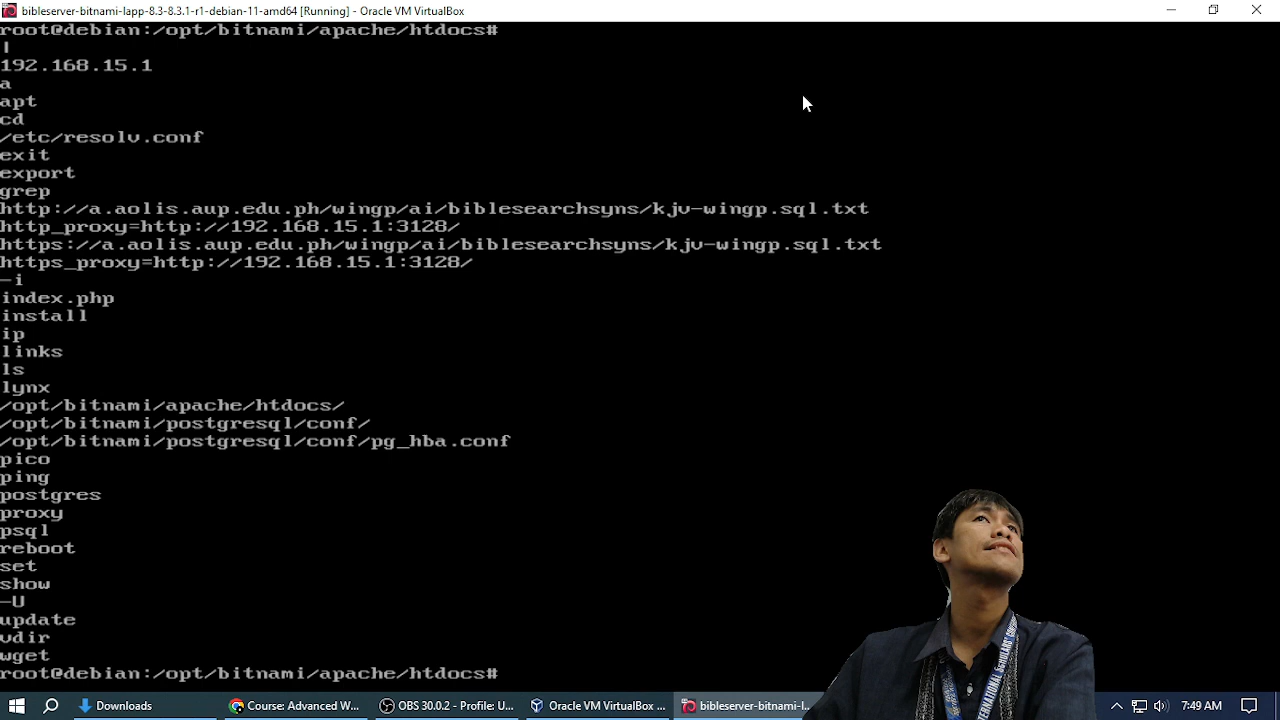 bibleserver-bitnami-lapp-8.3-8.3.1-r1-debian-11-amd64 [Running] - Oracle VM VirtualBox
root@debian:/opt/bitnami/apache/htdocs#
|
192.168.15.1
a
apt
cd
/etc/resolv.conf
exit
export
grep
http://a.aolis.aup.edu.ph/wingp/ai/biblesearchsyns/kjv-wingp.sql.txt
http_proxy=http://192.168.15.1:3128/
https://a.aolis.aup.edu.ph/wingp/ai/biblesearchsyns/kjv-wingp.sql.txt
https_proxy=http://192.168.15.1:3128/
-i
index.php
install
ip
links
ls
lynx
/opt/bitnami/apache/htdocs/
/opt/bitnami/postgresql/conf/
/opt/bitnami/postgresql/conf/pg_hba.conf
pico
ping
postgres
proxy
psql
reboot
set
show
-U
update
vdir
wget
root@debian:/opt/bitnami/apache/htdocs#
Downloads
Course: Advanced W...
OBS 30.0.2 - Profile: U...
Oracle VM VirtualBox ...
bibleserver-bitnami-l...
7:49 AM